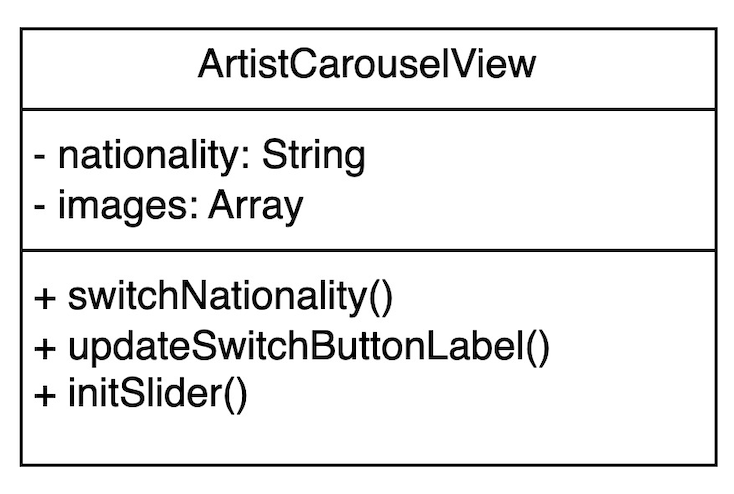 ArtistCarouselView
- nationality: String
- images: Array
+ switchNationality()
+ updateSwitchButtonLabel()
+ initSlider()